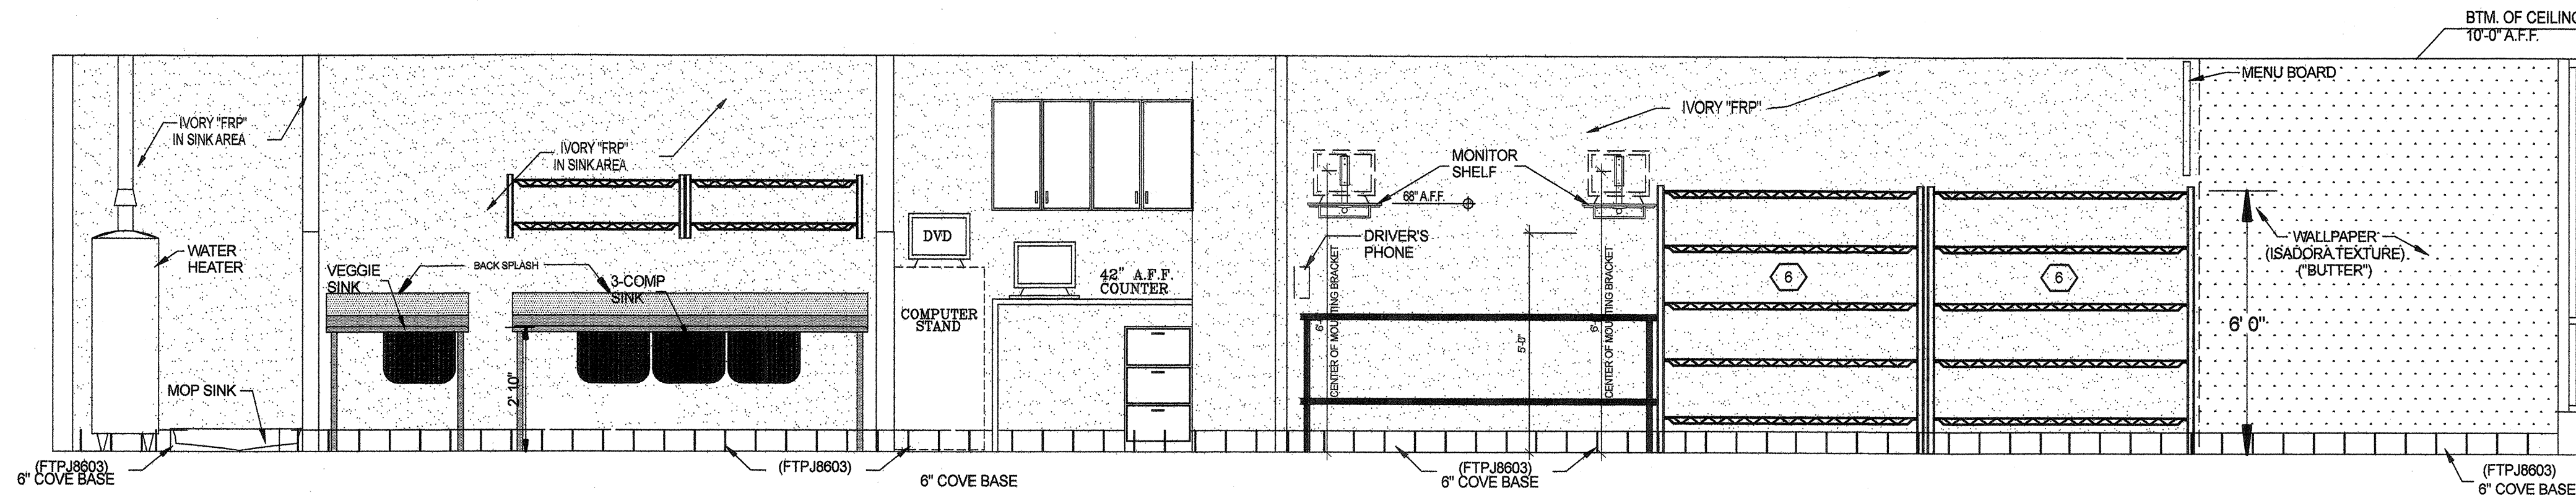 BTM. OF CEILING
10'-0" A.F.F.
MENU BOARD
IVORY "FRP"
IN SINK AREA
IVORY "FRP"
IN SINK AREA
IVORY "FRP"
MONITOR
SHELF
68" A.F.F.
DRIVER'S
PHONE
WATER
HEATER
VEGGIE
SINK
BACK SPLASH
3-COMP
SINK
DVD
COMPUTER
STAND
42" A.F.F.
COUNTER
CENTER OF MOUNTING BRACKET
5'-0"
CENTER OF MOUNTING BRACKET
6
6
WALLPAPER
(ISADORA TEXTURE)
("BUTTER")
6' 0"
2' 10"
MOP SINK
(FTPJ8603)
6" COVE BASE
(FTPJ8603)
6" COVE BASE
(FTPJ8603)
6" COVE BASE
(FTPJ8603)
6" COVE BASE